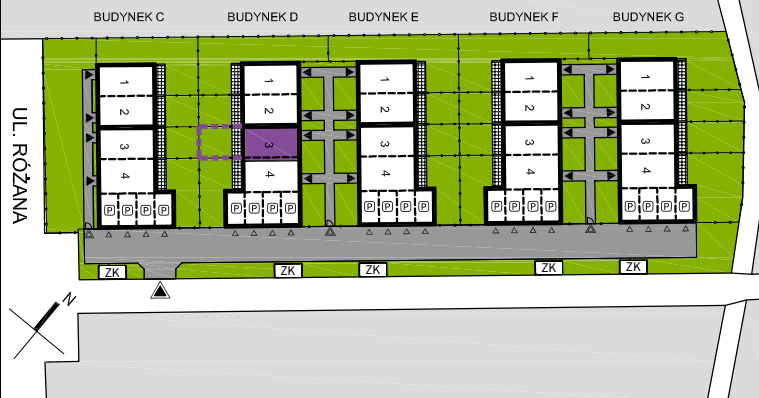 BUDYNEK C BUDYNEK D BUDYNEK E BUDYNEK F BUDYNEK G
1 1 1 1 1
2 2 2 2 2
3 3 3 3 3
4 4 4 4 4
P P P P P P P P P P P P P P P P P P P P
UL. RÓŻANA
ZK ZK ZK ZK ZK
N